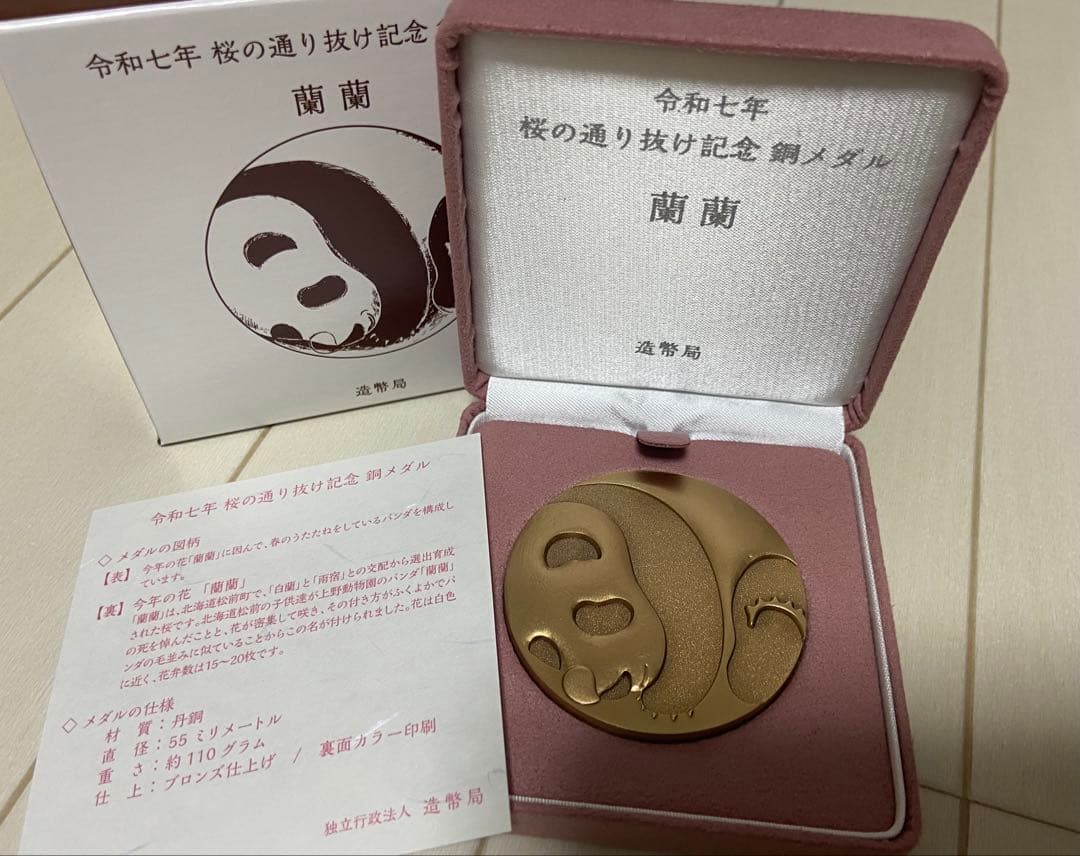 令和七年 桜の通り抜け記念
蘭蘭
造幣局
令和七年
桜の通り抜け記念 銅メダル
蘭蘭
造幣局
令和七年 桜の通り抜け記念 銅メダル
◇メダルの図柄
【表】 今年の花「蘭蘭」に因んで、春のうたたねをしているパンダを構成し
ています。
【裏】 今年の花 「蘭蘭」
「蘭蘭」は、北海道松前町で、「白蘭」と「雨宿」との交配から選出育成
された桜です。北海道松前の子供達が上野動物園のパンダ「蘭蘭」
の死を悼んだことと、花が密集して咲き、その付き方がふくよかでパ
ンダの毛並みに似ていることからこの名が付けられました。花は白色
に近く、花弁数は15~20枚です。
◇メダルの仕様
材 質:丹銅
直 径:55ミリメートル
重 さ:約110グラム
仕 上:ブロンズ仕上げ / 裏面カラー印刷
独立行政法人 造幣局